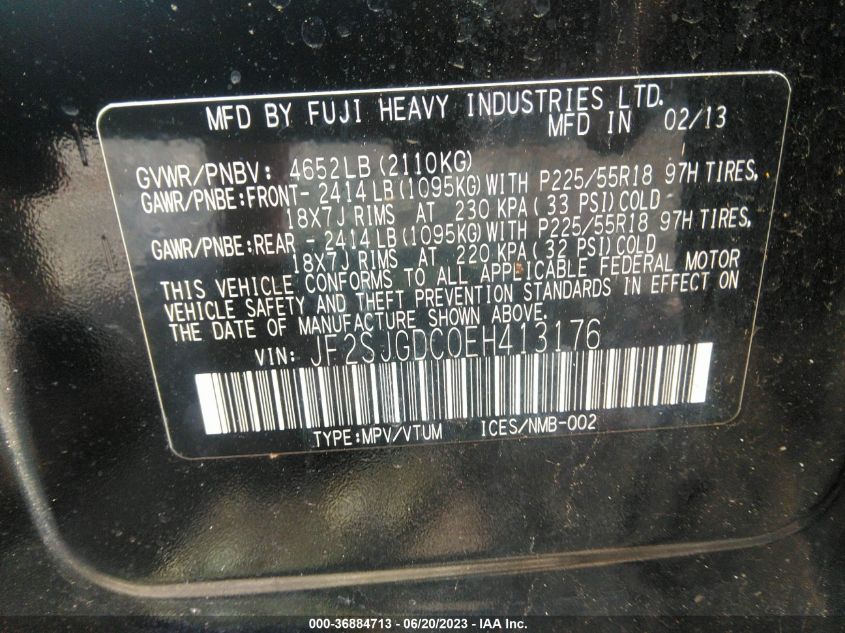 MFD BY FUJI HEAVY INDUSTRIES LTD.
MFD IN 02/13
GVWR/PNBV: 4652LB(2110KG)
GAWR/PNBE:FRONT- 2414LB(1095KG)WITH P225/55R18 97H TIRES,
18X7J RIMS AT 230 KPA(33 PSI)COLD
GAWR/PNBE:REAR - 2414LB(1095KG)WITH P225/55R18 97H TIRES,
18X7J RIMS AT 220 KPA(32 PSI)COLD
THIS VEHICLE CONFORMS TO ALL APPLICABLE FEDERAL MOTOR
VEHICLE SAFETY AND THEFT PREVENTION STANDARDS IN EFFECT ON
THE DATE OF MANUFACTURE SHOWN ABOVE.
VIN: JF2SJGDC0EH413176
TYPE:MPV/VTUM ICES/NMB-002
000-36884713 - 06/20/2023 - IAA Inc.